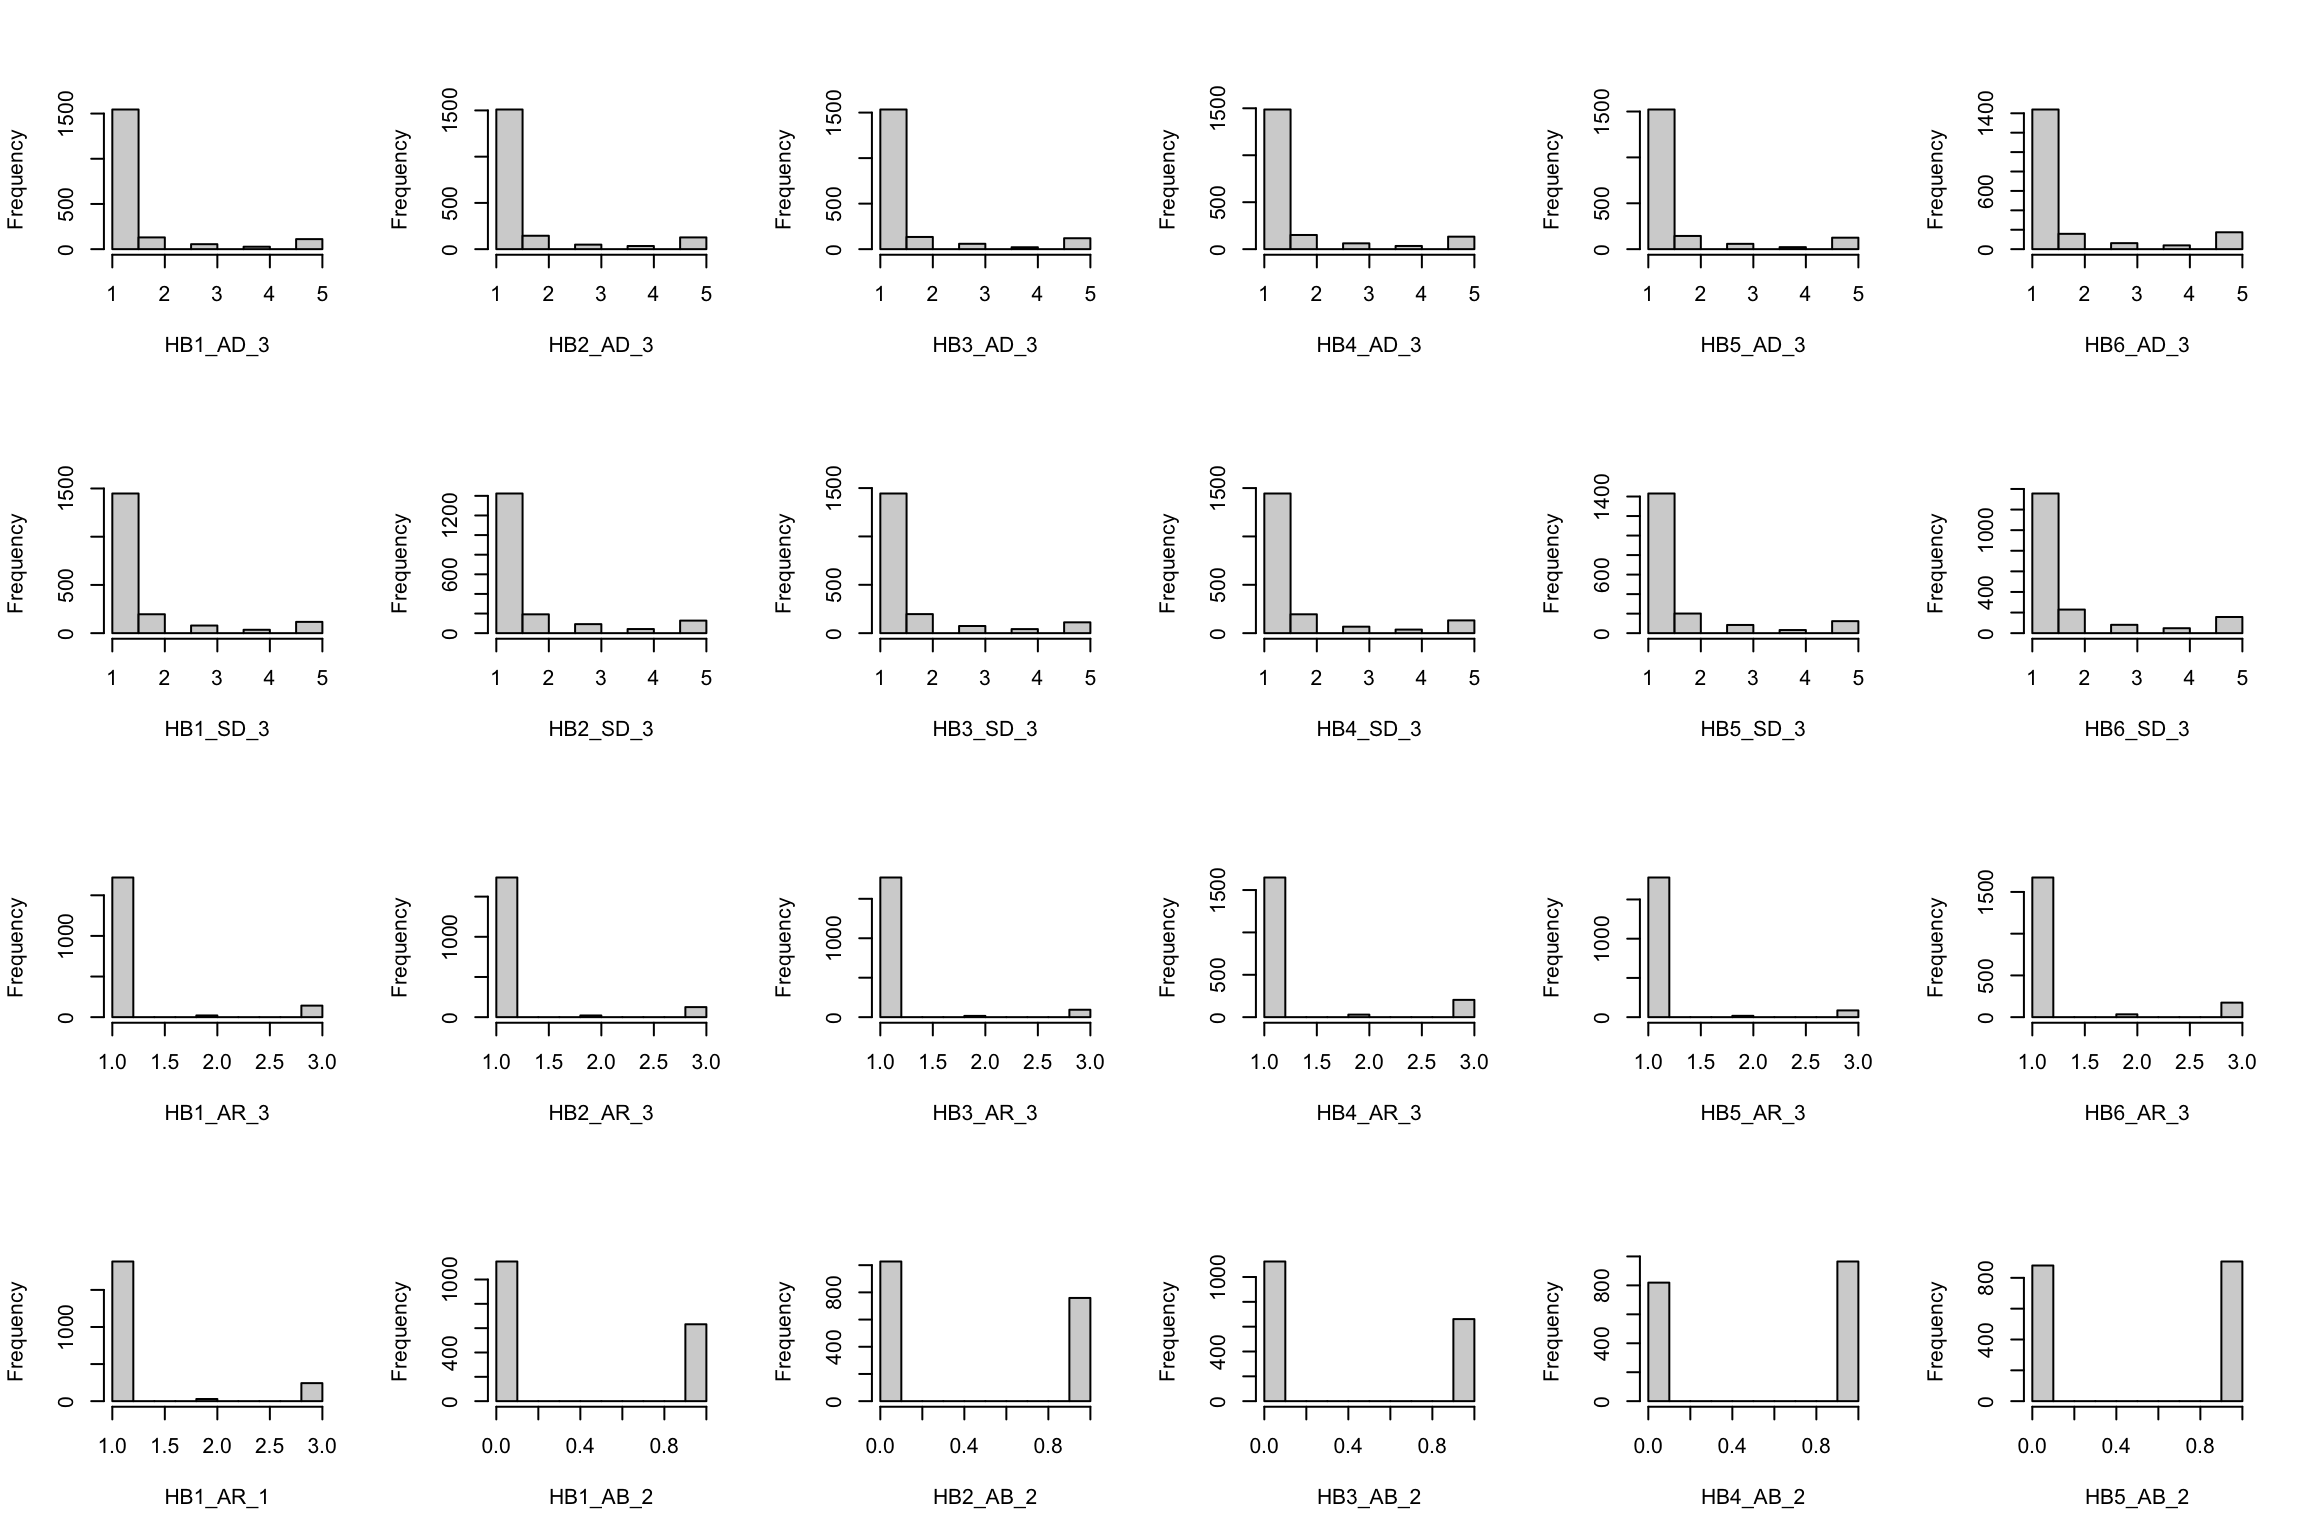 Frequency 0 500 1500 1 2 3 4 5 HB1_AD_3
Frequency 0 500 1500 1 2 3 4 5 HB2_AD_3
Frequency 0 500 1500 1 2 3 4 5 HB3_AD_3
Frequency 0 500 1500 1 2 3 4 5 HB4_AD_3
Frequency 0 500 1500 1 2 3 4 5 HB5_AD_3
Frequency 0 600 1400 1 2 3 4 5 HB6_AD_3
Frequency 0 500 1500 1 2 3 4 5 HB1_SD_3
Frequency 0 600 1200 1 2 3 4 5 HB2_SD_3
Frequency 0 500 1500 1 2 3 4 5 HB3_SD_3
Frequency 0 500 1500 1 2 3 4 5 HB4_SD_3
Frequency 0 600 1400 1 2 3 4 5 HB5_SD_3
Frequency 0 400 1000 1 2 3 4 5 HB6_SD_3
Frequency 0 1000 1.0 1.5 2.0 2.5 3.0 HB1_AR_3
Frequency 0 1000 1.0 1.5 2.0 2.5 3.0 HB2_AR_3
Frequency 0 1000 1.0 1.5 2.0 2.5 3.0 HB3_AR_3
Frequency 0 500 1500 1.0 1.5 2.0 2.5 3.0 HB4_AR_3
Frequency 0 1000 1.0 1.5 2.0 2.5 3.0 HB5_AR_3
Frequency 0 500 1500 1.0 1.5 2.0 2.5 3.0 HB6_AR_3
Frequency 0 1000 1.0 1.5 2.0 2.5 3.0 HB1_AR_1
Frequency 0 400 1000 0.0 0.4 0.8 HB1_AB_2
Frequency 0 400 800 0.0 0.4 0.8 HB2_AB_2
Frequency 0 400 1000 0.0 0.4 0.8 HB3_AB_2
Frequency 0 400 800 0.0 0.4 0.8 HB4_AB_2
Frequency 0 400 800 0.0 0.4 0.8 HB5_AB_2